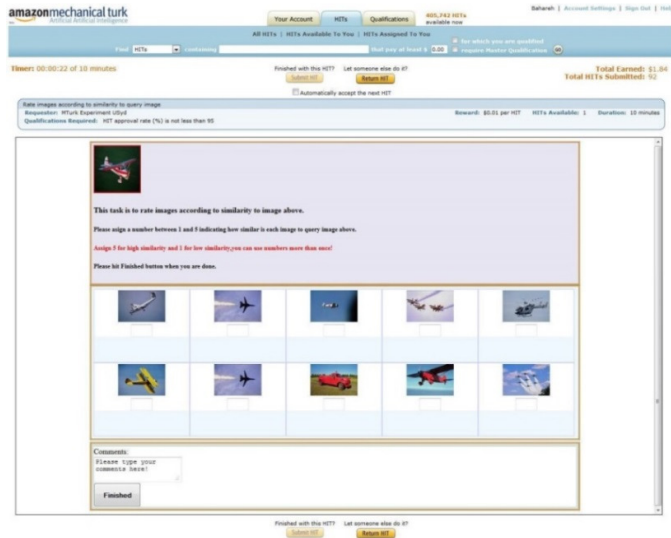 amazonmechanical turk
Artificial Artificial Intelligence
Your Account
HITs
Qualifications
405,742 HITs
available now
Sahareh | Account Settings | Sign Out | Help
All HITs | HITs Available To You | HITs Assigned To You
Find HITs containing that pay at least $ 0.00
for which you are qualified
require Master Qualification
GO
Timer: 00:00:22 of 10 minutes
Finished with this HIT? Let someone else do it?
Submit HIT Return HIT
Automatically accept the next HIT
Total Earned: $1.84
Total HITs Submitted: 92
Rate images according to similarity to query image
Requester: MTurk Experiment USyd
Reward: $0.01 per HIT HITs Available: 1 Duration: 10 minutes
Qualifications Required: HIT approval rate (%) is not less than 95
This task is to rate images according to similarity to image above.
Please asign a number between 1 and 5 indicating how similar is each image to query image above.
Assign 5 for high similarity and 1 for low similarity,you can use numbers more than once!
Please hit Finished button when you are done.
Comments:
Please type your
comments here!
Finished
Finished with this HIT? Let someone else do it?
Submit HIT Return HIT